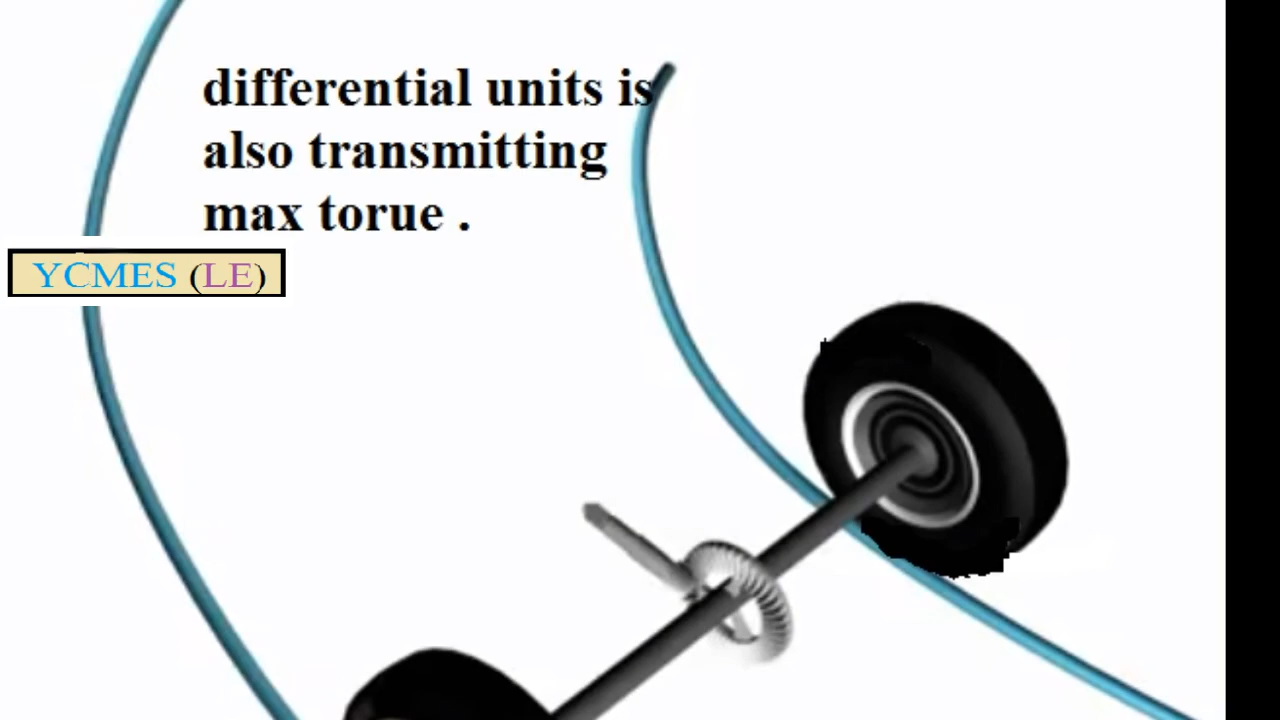 differential units is
also transmitting
max torue .
YCMES (LE)